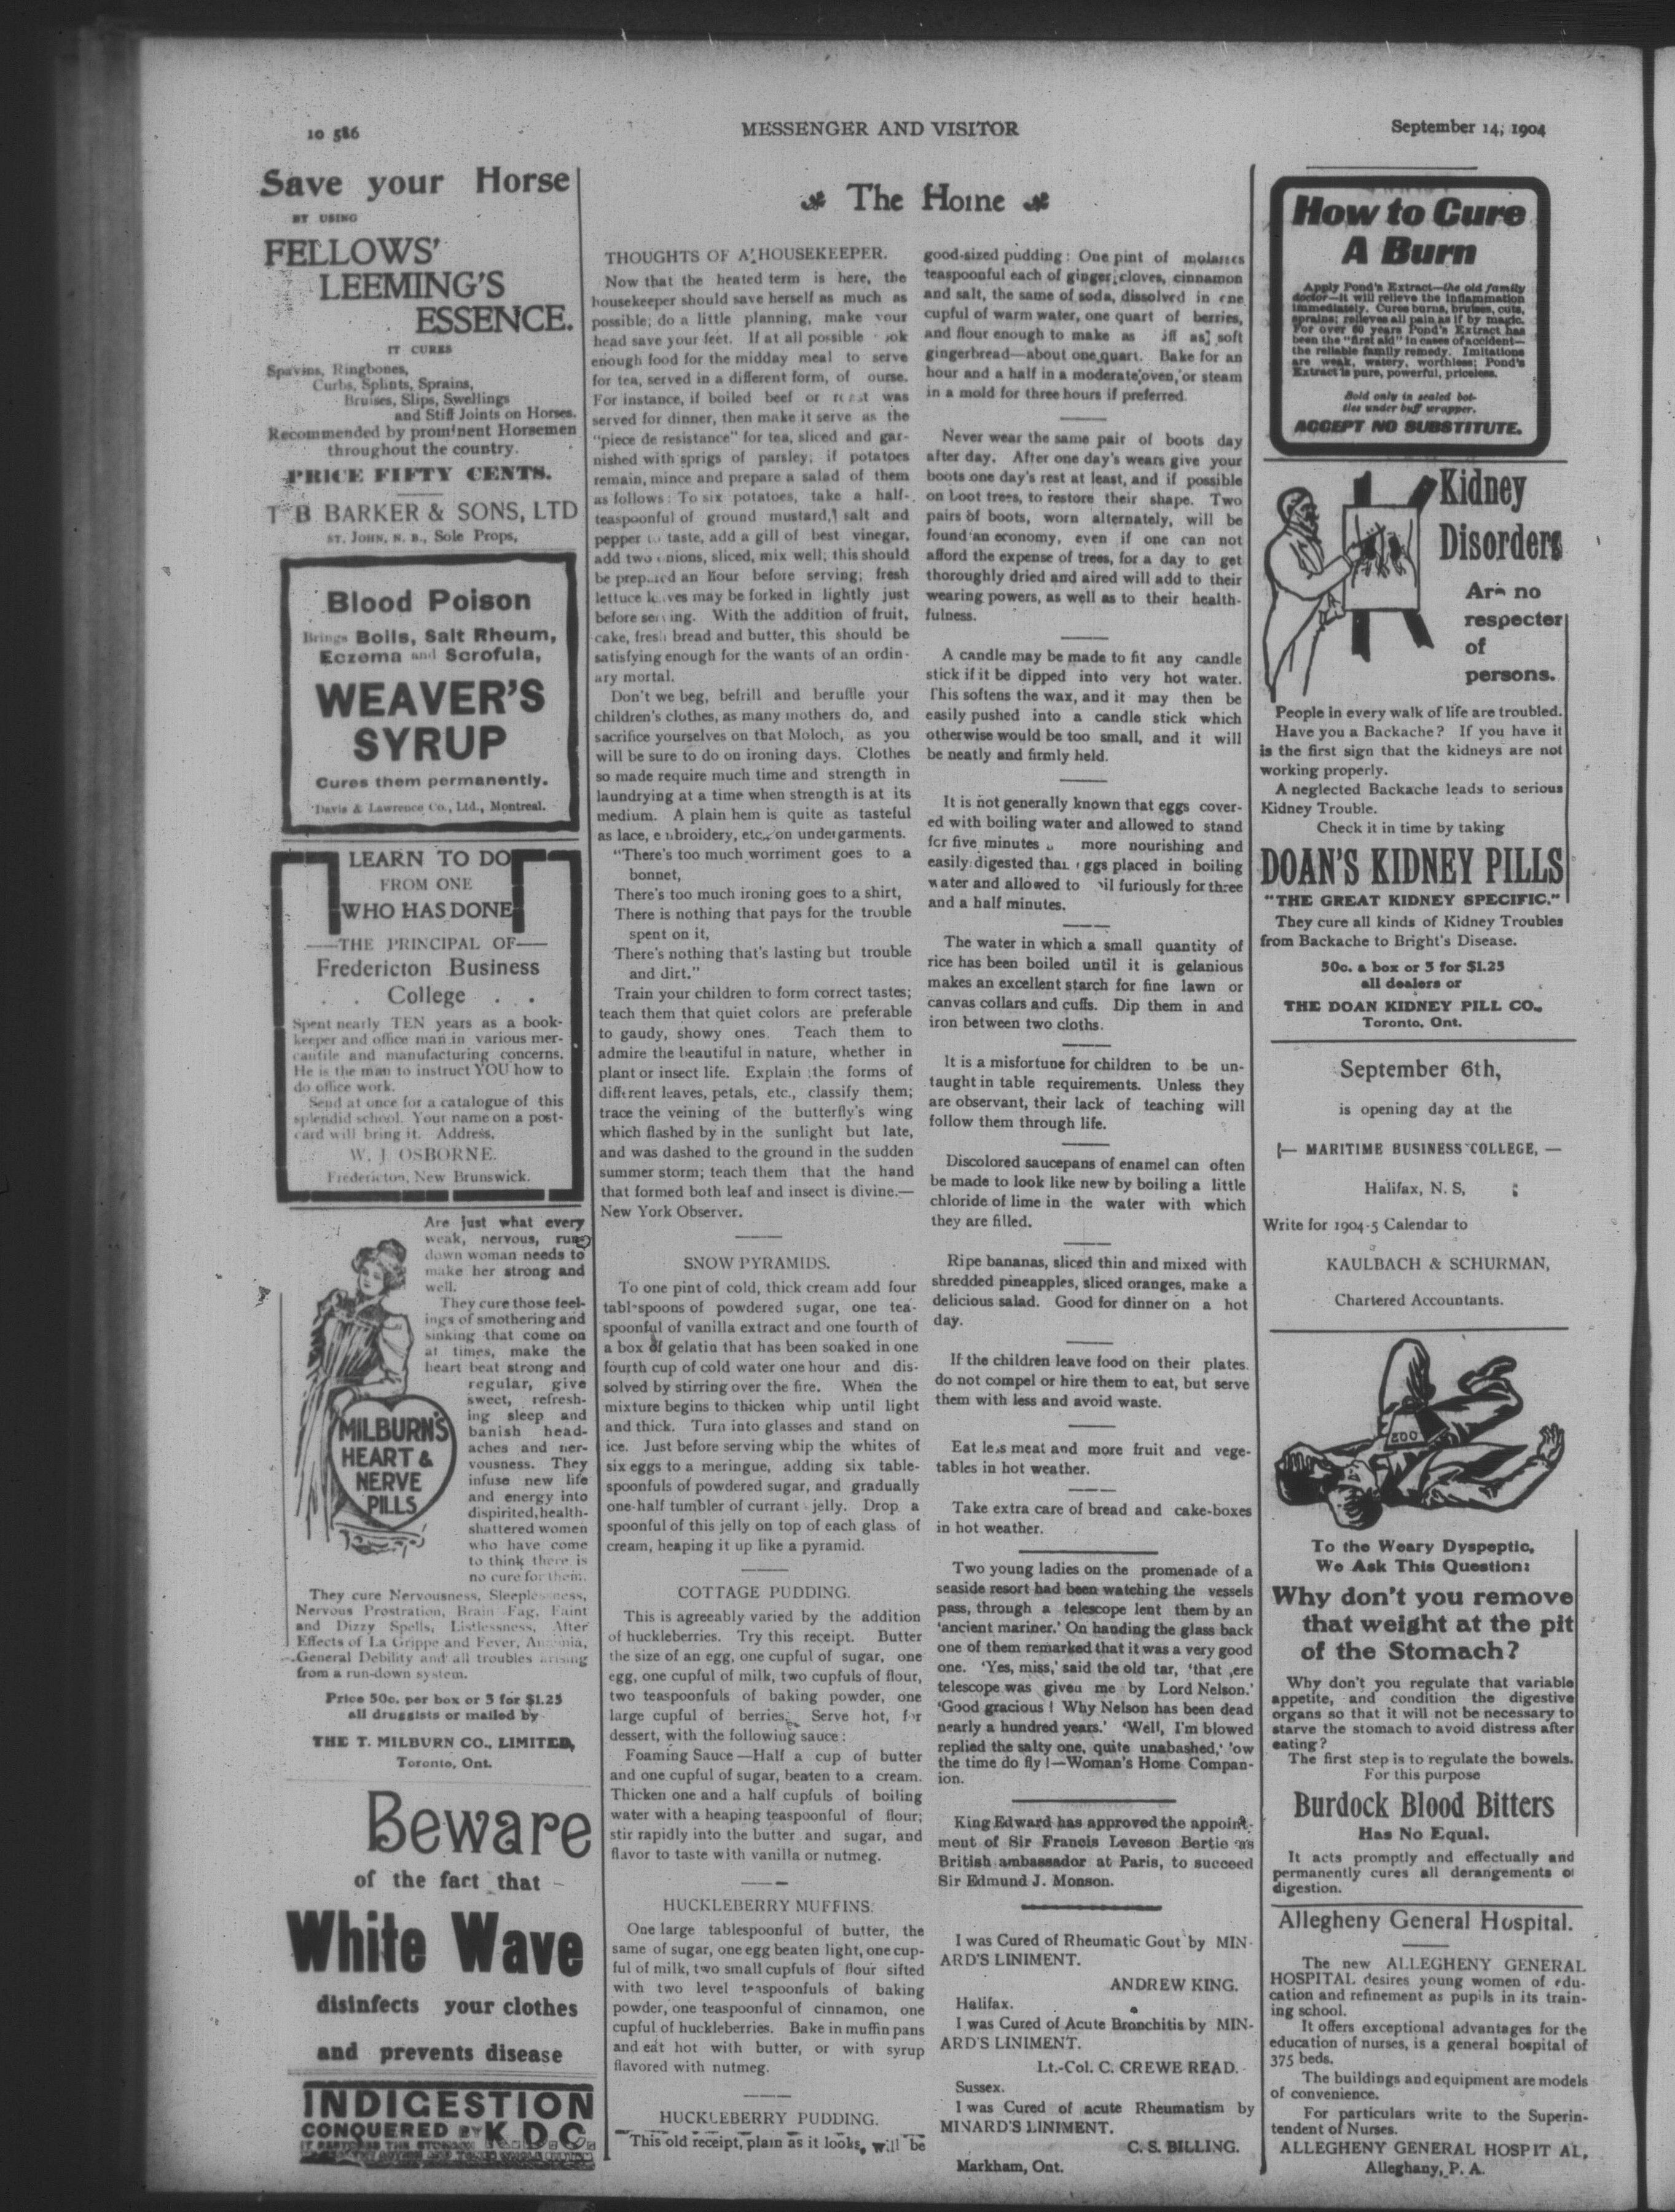 10 586
MESSENGER AND VISITOR
September 14, 1904
Save your Horse
BY USING
FELLOWS'
LEEMING'S
ESSENCE.
IT CURES
Spavins, Ringbones,
Curbs, Splints, Sprains,
Bruises, Slips, Swellings
and Stiff Joints on Horses.
Recommended by prominent Horsemen
throughout the country.
PRICE FIFTY CENTS.
T B BARKER & SONS, LTD
ST. JOHN, N. B., Sole Props,
Blood Poison
Brings Boils, Salt Rheum,
Eczema and Scrofula,
WEAVER'S
SYRUP
Cures them permanently.
Davis & Lawrence Co., Ltd., Montreal.
LEARN TO DO
FROM ONE
WHO HAS DONE
—THE PRINCIPAL OF—
Fredericton Business
. . College . .
Spent nearly TEN years as a book-
keeper and office man in various mer-
cantile and manufacturing concerns.
He is the man to instruct YOU how to
do office work.
Send at once for a catalogue of this
splendid school. Your name on a post-
card will bring it. Address,
W. J. OSBORNE.
Fredericton, New Brunswick.
Are just what every
weak, nervous, run-
down woman needs to
make her strong and
well.
They cure those feel-
ings of smothering and
sinking that come on
at times, make the
heart beat strong and
regular, give
sweet, refresh-
ing sleep and
banish head-
aches and ner-
vousness. They
infuse new life
and energy into
dispirited, health-
shattered women
who have come
to think there is
no cure for them.
MILBURN'S
HEART &
NERVE
PILLS
They cure Nervousness, Sleeplessness,
Nervous Prostration, Brain Fag, Faint
and Dizzy Spells, Listlessness, After
Effects of La Grippe and Fever, Anæmia,
General Debility and all troubles arising
from a run-down system.
Price 50c. per box or 3 for $1.25
all druggists or mailed by
THE T. MILBURN CO., LIMITED,
Toronto, Ont.
Beware
of the fact that
White Wave
disinfects your clothes
and prevents disease
INDIGESTION
CONQUERED BY K.D.C.
IT RESTORES THE STOMACH
The Home
THOUGHTS OF A HOUSEKEEPER.
Now that the heated term is here, the
housekeeper should save herself as much as
possible; do a little planning, make your
head save your feet. If at all possible ook
enough food for the midday meal to serve
for tea, served in a different form, of ourse.
For instance, if boiled beef or roast was
served for dinner, then make it serve as the
"piece de resistance" for tea, sliced and gar-
nished with sprigs of parsley; if potatoes
remain, mince and prepare a salad of them
as follows: To six potatoes, take a half-
teaspoonful of ground mustard, salt and
pepper to taste, add a gill of best vinegar,
add two onions, sliced, mix well; this should
be prepared an hour before serving; fresh
lettuce leaves may be forked in lightly just
before serving. With the addition of fruit,
cake, fresh bread and butter, this should be
satisfying enough for the wants of an ordin-
ary mortal.
Don't we beg, befrill and beruffle your
children's clothes, as many mothers do, and
sacrifice yourselves on that Moloch, as you
will be sure to do on ironing days. Clothes
so made require much time and strength in
laundrying at a time when strength is at its
medium. A plain hem is quite as tasteful
as lace, embroidery, etc., on undergarments.
"There's too much worriment goes to a
bonnet,
There's too much ironing goes to a shirt,
There is nothing that pays for the trouble
spent on it,
There's nothing that's lasting but trouble
and dirt."
Train your children to form correct tastes;
teach them that quiet colors are preferable
to gaudy, showy ones. Teach them to
admire the beautiful in nature, whether in
plant or insect life. Explain the forms of
different leaves, petals, etc., classify them;
trace the veining of the butterfly's wing
which flashed by in the sunlight but late,
and was dashed to the ground in the sudden
summer storm; teach them that the hand
that formed both leaf and insect is divine.—
New York Observer.
SNOW PYRAMIDS.
To one pint of cold, thick cream add four
tablespoons of powdered sugar, one tea-
spoonful of vanilla extract and one fourth of
a box of gelatin that has been soaked in one
fourth cup of cold water one hour and dis-
solved by stirring over the fire. When the
mixture begins to thicken whip until light
and thick. Turn into glasses and stand on
ice. Just before serving whip the whites of
six eggs to a meringue, adding six table-
spoonfuls of powdered sugar, and gradually
one-half tumbler of currant jelly. Drop a
spoonful of this jelly on top of each glass of
cream, heaping it up like a pyramid.
COTTAGE PUDDING.
This is agreeably varied by the addition
of huckleberries. Try this receipt. Butter
the size of an egg, one cupful of sugar, one
egg, one cupful of milk, two cupfuls of flour,
two teaspoonfuls of baking powder, one
large cupful of berries. Serve hot, for
dessert, with the following sauce:
Foaming Sauce—Half a cup of butter
and one cupful of sugar, beaten to a cream.
Thicken one and a half cupfuls of boiling
water with a heaping teaspoonful of flour;
stir rapidly into the butter and sugar, and
flavor to taste with vanilla or nutmeg.
HUCKLEBERRY MUFFINS.
One large tablespoonful of butter, the
same of sugar, one egg beaten light, one cup-
ful of milk, two small cupfuls of flour sifted
with two level teaspoonfuls of baking
powder, one teaspoonful of cinnamon, one
cupful of huckleberries. Bake in muffin pans
and eat hot with butter, or with syrup
flavored with nutmeg.
HUCKLEBERRY PUDDING.
This old receipt, plain as it looks, will be
good-sized pudding: One pint of molasses
teaspoonful each of ginger, cloves, cinnamon
and salt, the same of soda, dissolved in one
cupful of warm water, one quart of berries,
and flour enough to make as iff as soft
gingerbread—about one quart. Bake for an
hour and a half in a moderate oven, or steam
in a mold for three hours if preferred.
Never wear the same pair of boots day
after day. After one day's wears give your
boots one day's rest at least, and if possible
on boot trees, to restore their shape. Two
pairs of boots, worn alternately, will be
found an economy, even if one can not
afford the expense of trees, for a day to get
thoroughly dried and aired will add to their
wearing powers, as well as to their health-
fulness.
A candle may be made to fit any candle
stick if it be dipped into very hot water.
This softens the wax, and it may then be
easily pushed into a candle stick which
otherwise would be too small, and it will
be neatly and firmly held.
It is not generally known that eggs cover-
ed with boiling water and allowed to stand
for five minutes more nourishing and
easily digested than eggs placed in boiling
water and allowed to oil furiously for three
and a half minutes.
The water in which a small quantity of
rice has been boiled until it is gelanious
makes an excellent starch for fine lawn or
canvas collars and cuffs. Dip them in and
iron between two cloths.
It is a misfortune for children to be un-
taught in table requirements. Unless they
are observant, their lack of teaching will
follow them through life.
Discolored saucepans of enamel can often
be made to look like new by boiling a little
chloride of lime in the water with which
they are filled.
Ripe bananas, sliced thin and mixed with
shredded pineapples, sliced oranges, make a
delicious salad. Good for dinner on a hot
day.
If the children leave food on their plates.
do not compel or hire them to eat, but serve
them with less and avoid waste.
Eat less meat and more fruit and vege-
tables in hot weather.
Take extra care of bread and cake-boxes
in hot weather.
Two young ladies on the promenade of a
seaside resort had been watching the vessels
pass, through a telescope lent them by an
'ancient mariner.' On handing the glass back
one of them remarked that it was a very good
one. 'Yes, miss,' said the old tar, 'that ,ere
telescope was given me by Lord Nelson.'
'Good gracious! Why Nelson has been dead
nearly a hundred years.' 'Well, I'm blowed
replied the salty one, quite unabashed,' 'ow
the time do fly!—Woman's Home Compan-
ion.
King Edward has approved the appoint-
ment of Sir Francis Leveson Bertie as
British ambassador at Paris, to succeed
Sir Edmund J. Monson.
I was Cured of Rheumatic Gout by MIN-
ARD'S LINIMENT.
ANDREW KING.
Halifax.
I was Cured of Acute Bronchitis by MIN-
ARD'S LINIMENT.
Lt.-Col. C. CREWE READ.
Sussex.
I was Cured of acute Rheumatism by
MINARD'S LINIMENT.
C. S. BILLING.
Markham, Ont.
How to Cure
A Burn
Apply Pond's Extract—the old family
doctor—it will relieve the inflammation
immediately. Cures burns, bruises, cuts,
sprains; relieves all pain as if by magic.
For over 60 years Pond's Extract has
been the "first aid" in cases of accident—
the reliable family remedy. Imitations
are weak, watery, worthless; Pond's
Extract is pure, powerful, priceless.
Sold only in sealed bot-
tles under buff wrapper.
ACCEPT NO SUBSTITUTE.
Kidney
Disorders
Are no
respecter
of
persons.
People in every walk of life are troubled.
Have you a Backache? If you have it
is the first sign that the kidneys are not
working properly.
A neglected Backache leads to serious
Kidney Trouble.
Check it in time by taking
DOAN'S KIDNEY PILLS
"THE GREAT KIDNEY SPECIFIC."
They cure all kinds of Kidney Troubles
from Backache to Bright's Disease.
50c. a box or 3 for $1.25
all dealers or
THE DOAN KIDNEY PILL CO.,
Toronto, Ont.
September 6th,
is opening day at the
— MARITIME BUSINESS COLLEGE, —
Halifax, N. S,
Write for 1904-5 Calendar to
KAULBACH & SCHURMAN,
Chartered Accountants.
200
To the Weary Dyspeptic,
We Ask This Question:
Why don't you remove
that weight at the pit
of the Stomach?
Why don't you regulate that variable
appetite, and condition the digestive
organs so that it will not be necessary to
starve the stomach to avoid distress after
eating?
The first step is to regulate the bowels.
For this purpose
Burdock Blood Bitters
Has No Equal.
It acts promptly and effectually and
permanently cures all derangements of
digestion.
Allegheny General Hospital.
The new ALLEGHENY GENERAL
HOSPITAL desires young women of edu-
cation and refinement as pupils in its train-
ing school.
It offers exceptional advantages for the
education of nurses, is a general hospital of
375 beds.
The buildings and equipment are models
of convenience.
For particulars write to the Superin-
tendent of Nurses.
ALLEGHENY GENERAL HOSPIT AL,
Alleghany, P. A.